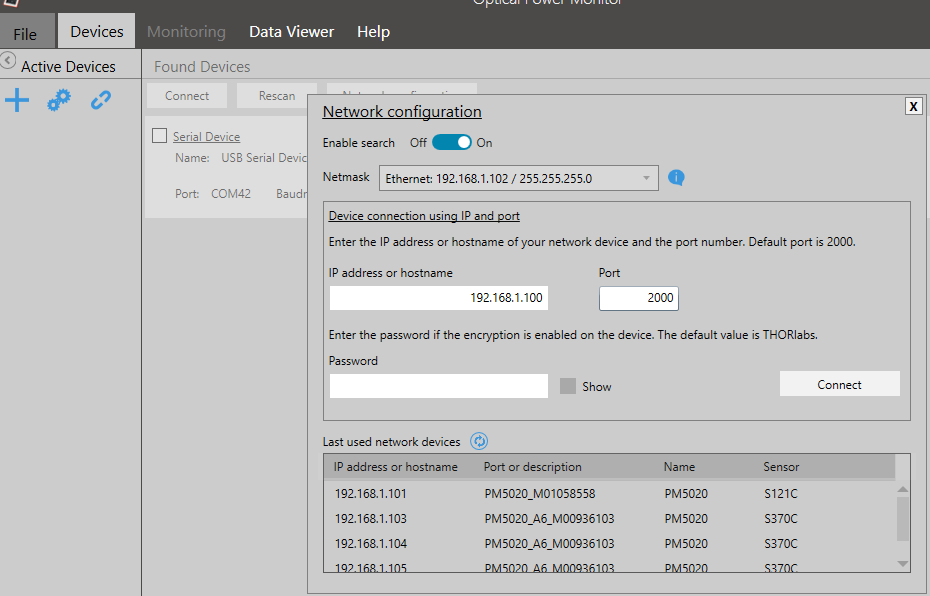 Optical Power Monitor
File Devices Monitoring Data Viewer Help
Active Devices
Found Devices
Connect Rescan
Network configuration
X
Enable search Off On
Netmask Ethernet: 192.168.1.102 / 255.255.255.0
Serial Device
Name: USB Serial Devic
Port: COM42 Baudr
Device connection using IP and port
Enter the IP address or hostname of your network device and the port number. Default port is 2000.
IP address or hostname Port
192.168.1.100 2000
Enter the password if the encryption is enabled on the device. The default value is THORlabs.
Password
Show
Connect
Last used network devices
IP address or hostname Port or description Name Sensor
192.168.1.101 PM5020_M01058558 PM5020 S121C
192.168.1.103 PM5020_A6_M00936103 PM5020 S370C
192.168.1.104 PM5020_A6_M00936103 PM5020 S370C
192.168.1.105 PM5020_A6_M00936103 PM5020 S370C